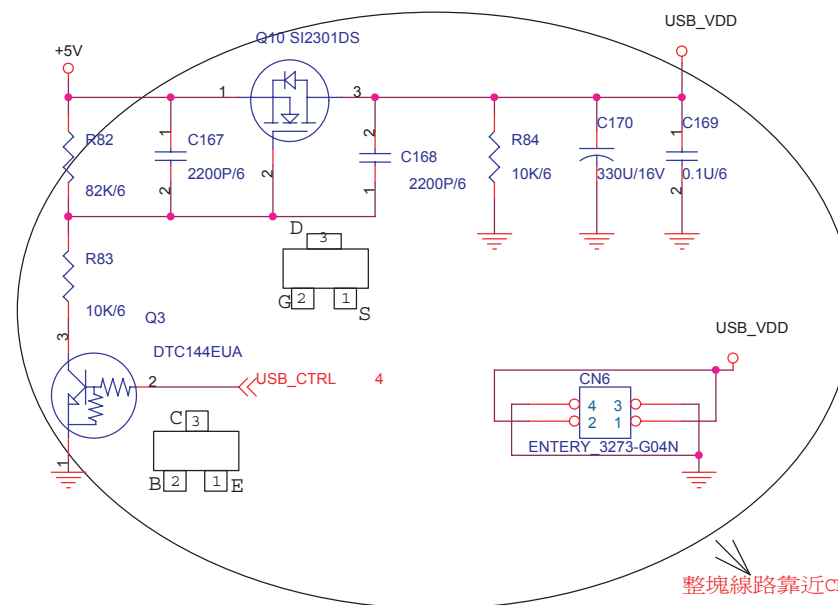 USB_VDD
Q10 SI2301DS
+5V
1
3
R82
1
C167
2
C168
R84
C170
1
C169
82K/6
2
2200P/6
2
1
2200P/6
10K/6
330U/16V
2
0.1U/6
D
3
R83
G
2
1
S
10K/6
Q3
3
DTC144EUA
USB_VDD
2
USB_CTRL
4
CN6
4
3
2
1
C
3
ENTERY_3273-G04N
1
B
2
1
E
整塊線路靠近